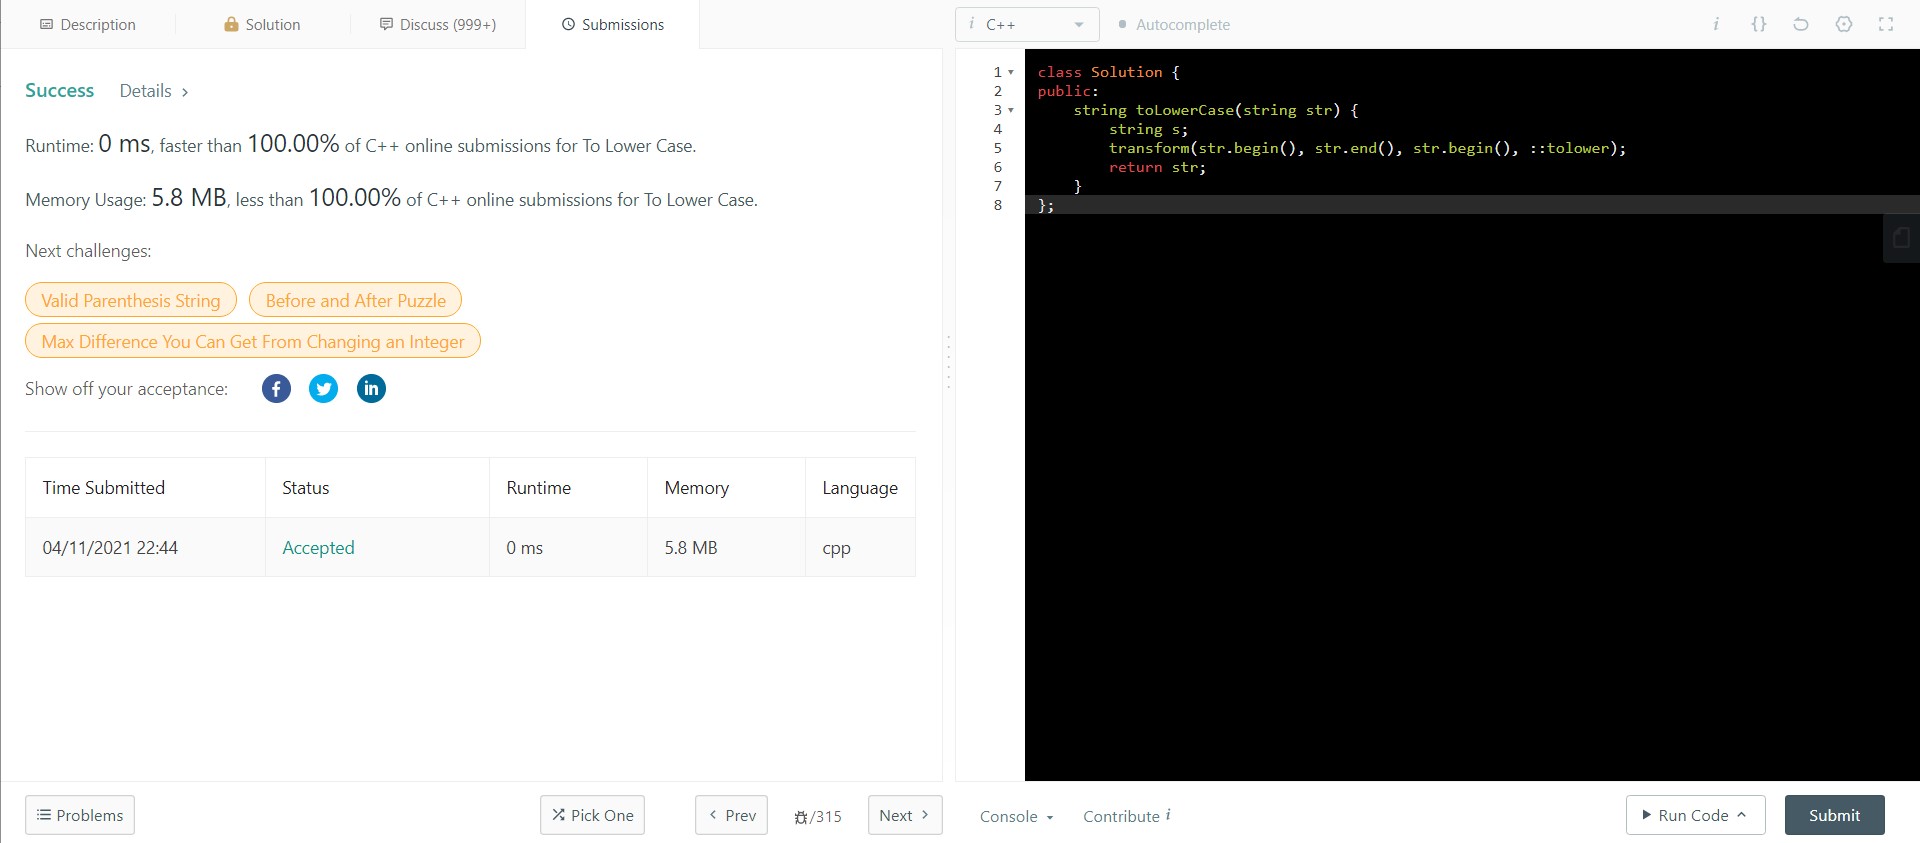 Description Solution Discuss (999+) Submissions
i C++ Autocomplete i {}
Success Details >
Runtime: 0 ms, faster than 100.00% of C++ online submissions for To Lower Case.
Memory Usage: 5.8 MB, less than 100.00% of C++ online submissions for To Lower Case.
Next challenges:
Valid Parenthesis String Before and After Puzzle
Max Difference You Can Get From Changing an Integer
Show off your acceptance: f in
Time Submitted Status Runtime Memory Language
04/11/2021 22:44 Accepted 0 ms 5.8 MB cpp
1 class Solution {
2 public:
3     string toLowerCase(string str) {
4         string s;
5         transform(str.begin(), str.end(), str.begin(), ::tolower);
6         return str;
7     }
8 };
Problems Pick One < Prev /315 Next >
Console Contribute i Run Code Submit